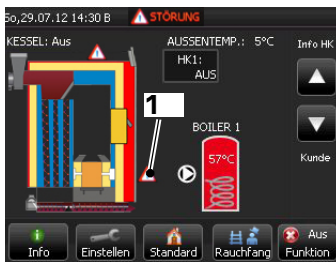 So,29.07.12 14:30 B STÖRUNG
KESSEL: Aus
AUSSENTEMP.: 5°C
Info HK
HK1:
AUS
1
BOILER 1
57°C
Kunde
Info
Einstellen
Standard
Rauchfang
Aus
Funktion